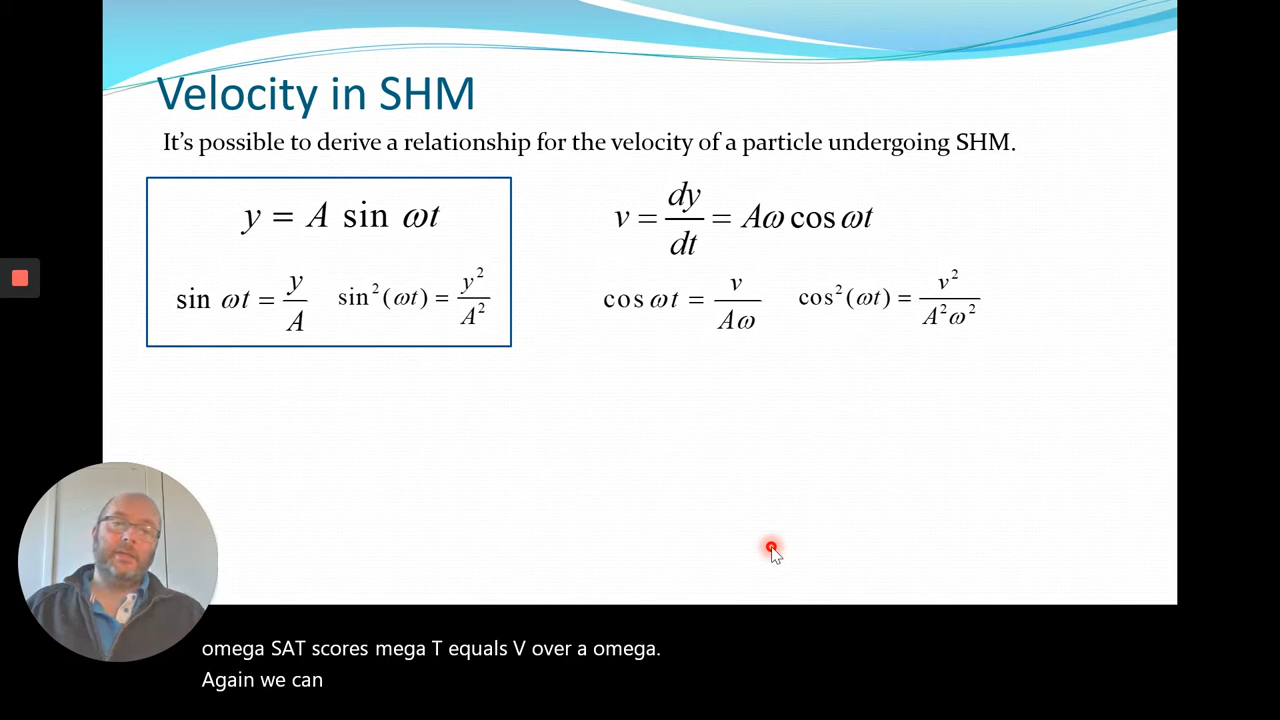 Velocity in SHM
It's possible to derive a relationship for the velocity of a particle undergoing SHM.
y = A sin ωt
sin ωt = y/A
sin²(ωt) = y²/A²
v = dy/dt = Aω cos ωt
cos ωt = v/Aω
cos²(ωt) = v²/A²ω²
omega SAT scores mega T equals V over a omega.
Again we can